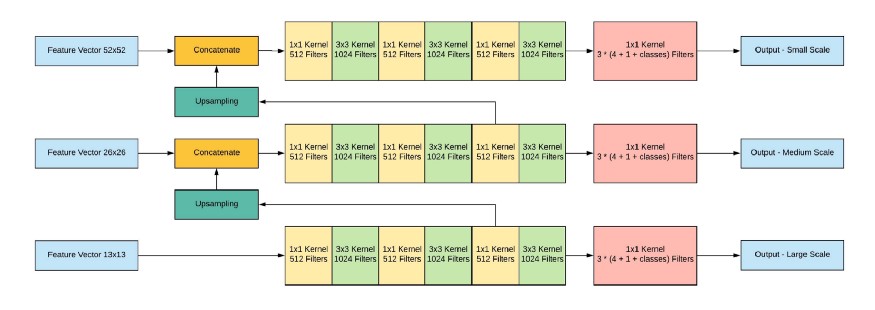 Feature Vector 52x52
Concatenate
1x1 Kernel
512 Filters
3x3 Kernel
1024 Filters
1x1 Kernel
512 Filters
3x3 Kernel
1024 Filters
1x1 Kernel
512 Filters
3x3 Kernel
1024 Filters
1x1 Kernel
3 * (4 + 1 + classes) Filters
Output - Small Scale
Upsampling
Feature Vector 26x26
Concatenate
1x1 Kernel
512 Filters
3x3 Kernel
1024 Filters
1x1 Kernel
512 Filters
3x3 Kernel
1024 Filters
1x1 Kernel
512 Filters
3x3 Kernel
1024 Filters
1x1 Kernel
3 * (4 + 1 + classes) Filters
Output - Medium Scale
Upsampling
Feature Vector 13x13
1x1 Kernel
512 Filters
3x3 Kernel
1024 Filters
1x1 Kernel
512 Filters
3x3 Kernel
1024 Filters
1x1 Kernel
512 Filters
3x3 Kernel
1024 Filters
1x1 Kernel
3 * (4 + 1 + classes) Filters
Output - Large Scale